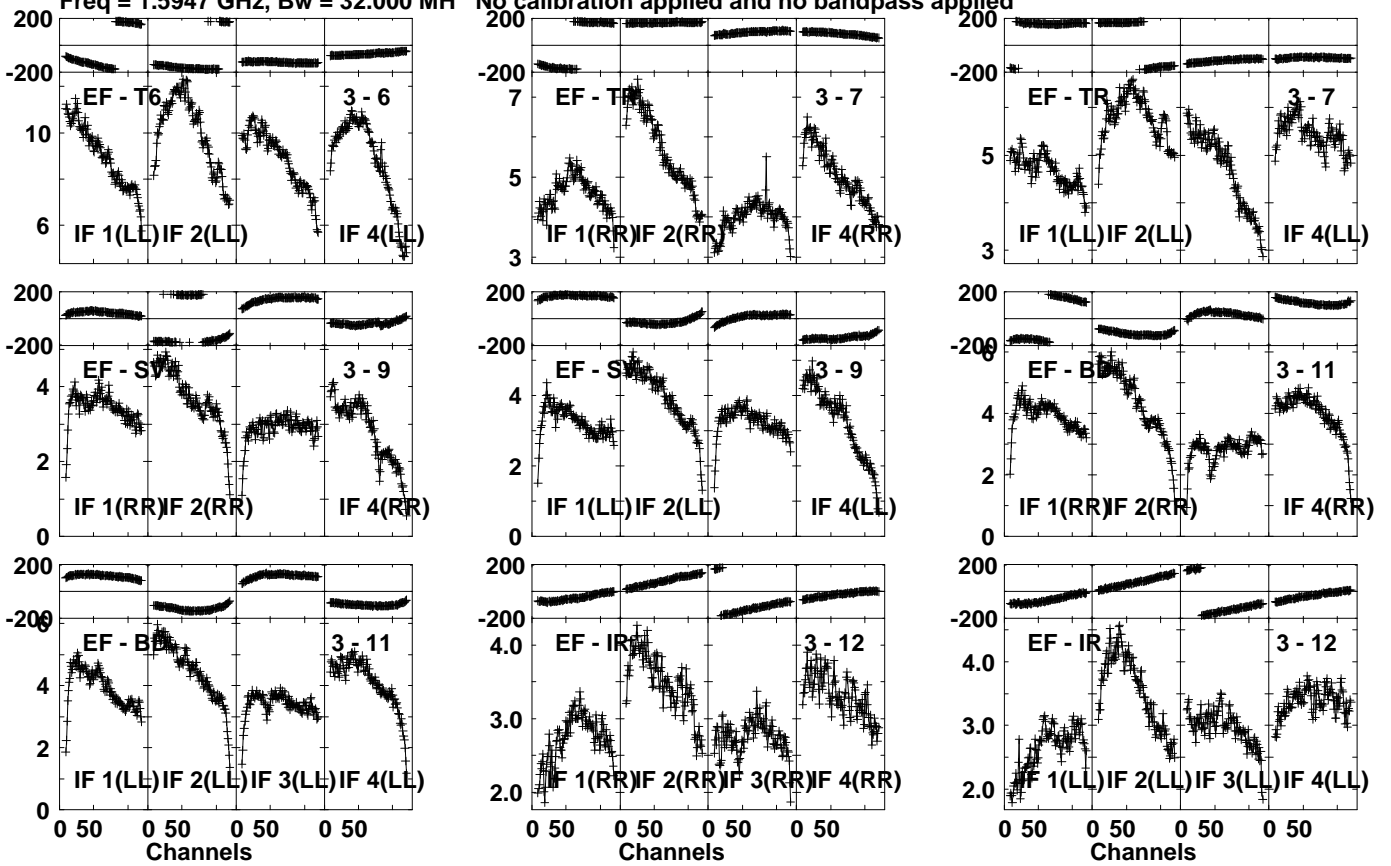 Freq = 1.5947 GHz, Bw = 32.000 MH No calibration applied and no bandpass applied
200
-200
EF - T6
3 - 6
10
6
IF 1(LL) IF 2(LL) IF 4(LL)
EF - TR
3 - 7
7
5
3
IF 1(RR) IF 2(RR) IF 4(RR)
200
-200
EF - TR
3 - 7
5
3
IF 1(LL) IF 2(LL) IF 4(LL)
200
-200
EF - SV
3 - 9
4
2
0
IF 1(RR) IF 2(RR) IF 4(RR)
EF - SV
3 - 9
4
2
0
IF 1(LL) IF 2(LL) IF 4(LL)
200
-200
EF - BD
3 - 11
6
4
2
0
IF 1(RR) IF 2(RR) IF 4(RR)
200
-200
EF - BD
3 - 11
6
4
2
0
IF 1(LL) IF 2(LL) IF 3(LL) IF 4(LL)
0 50 0 50 0 50 0 50
Channels
200
-200
EF - IR
3 - 12
4.0
3.0
2.0
IF 1(RR) IF 2(RR) IF 3(RR) IF 4(RR)
0 50 0 50 0 50 0 50
Channels
200
-200
EF - IR
3 - 12
4.0
3.0
2.0
IF 1(LL) IF 2(LL) IF 3(LL) IF 4(LL)
0 50 0 50 0 50 0 50
Channels